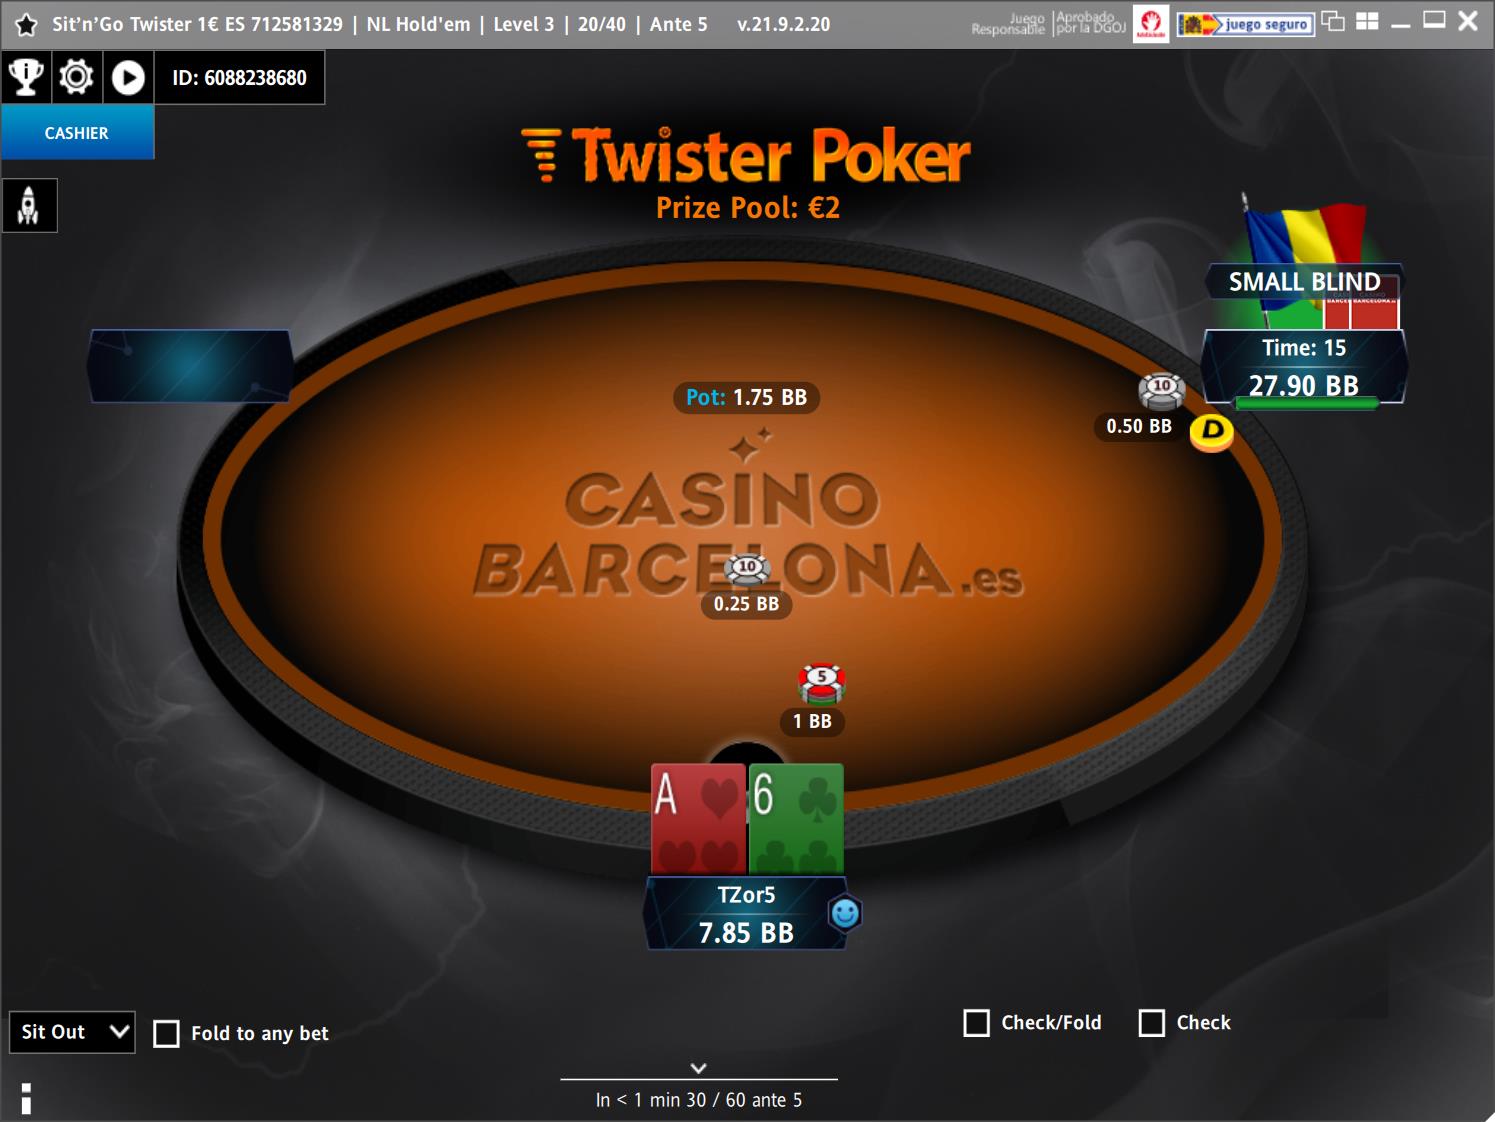 Sit'n'Go Twister 1€ ES 712581329 | NL Hold'em | Level 3 | 20/40 | Ante 5 v.21.9.2.20
Juego Responsable
Aprobado por la DGOJ
juego seguro
ID: 6088238680
CASHIER
Twister Poker
Prize Pool: €2
SMALL BLIND
Time: 15
27.90 BB
Pot: 1.75 BB
10
0.50 BB
D
CASINO
BARCELONA.es
10
0.25 BB
5
1 BB
A 6
TZor5
7.85 BB
Sit Out
Fold to any bet
Check/Fold
Check
In < 1 min 30 / 60 ante 5